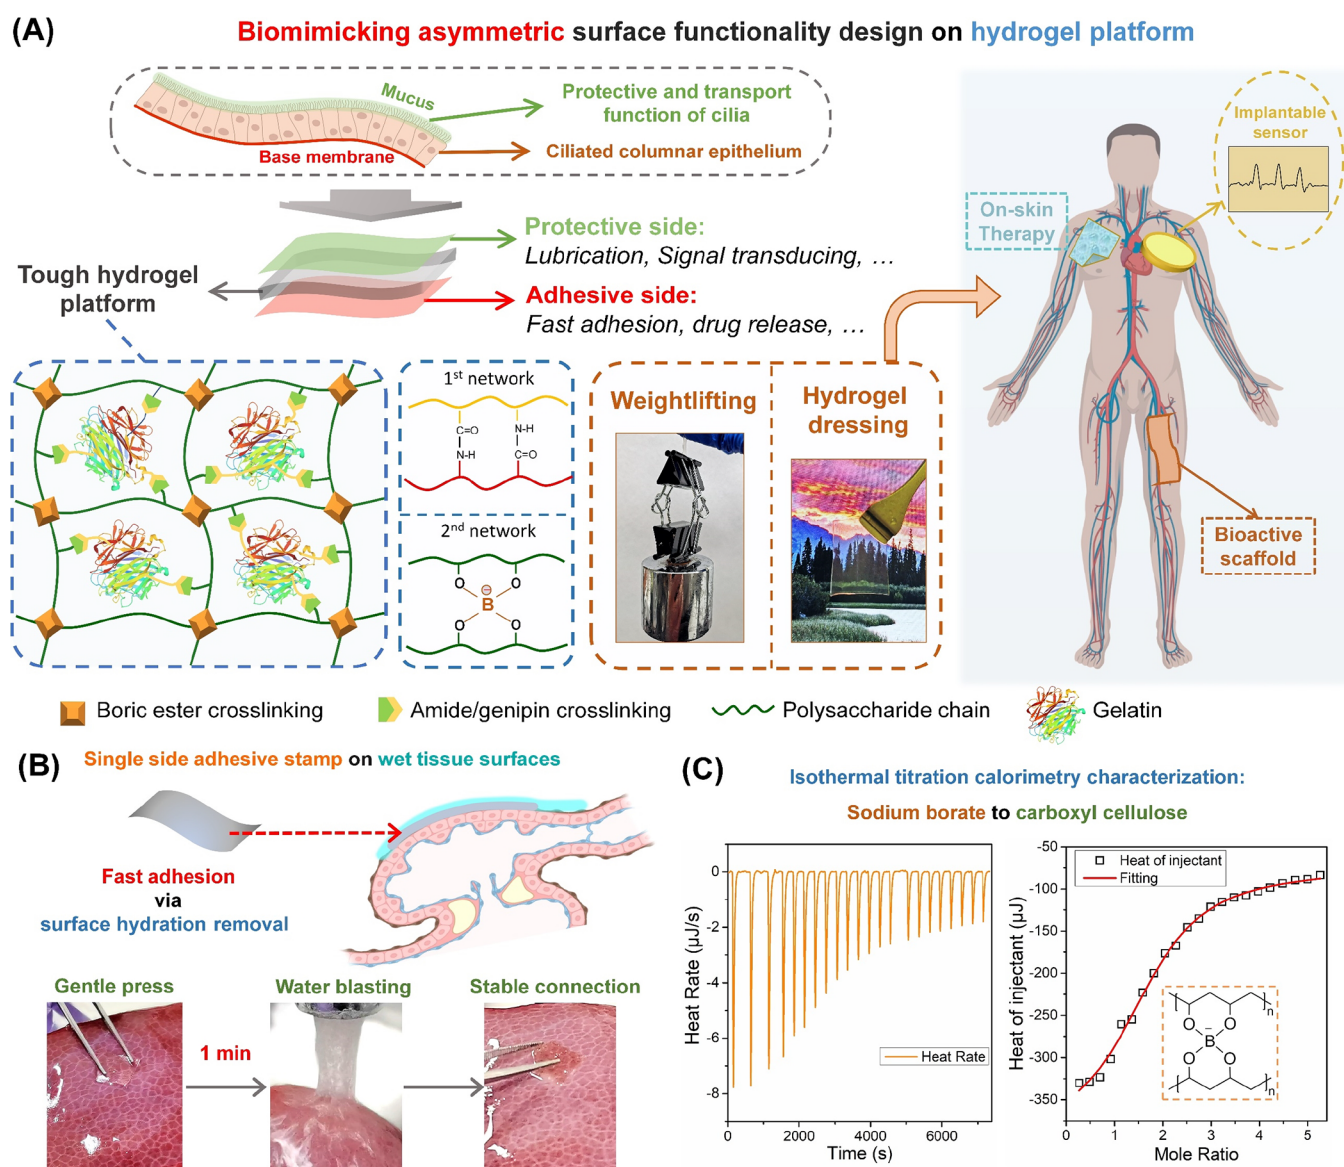 (A)
Biomimicking asymmetric surface functionality design on hydrogel platform
Mucus
Base membrane
Protective and transport
function of cilia
Ciliated columnar epithelium
Protective side:
Lubrication, Signal transducing, …
Adhesive side:
Fast adhesion, drug release, …
Tough hydrogel
platform
1st network
C=O
N-H
N-H
C=O
2nd network
O
O
B
⊖
O
O
Weightlifting
Hydrogel
dressing
Implantable
sensor
On-skin
Therapy
Bioactive
scaffold
Boric ester crosslinking
Amide/genipin crosslinking
Polysaccharide chain
Gelatin
(B)
Single side adhesive stamp on wet tissue surfaces
Fast adhesion
via
surface hydration removal
Gentle press
1 min
Water blasting
Stable connection
(C)
Isothermal titration calorimetry characterization:
Sodium borate to carboxyl cellulose
Heat Rate (μJ/s)
0
-2
-4
-6
-8
Heat Rate
0
2000
4000
6000
Time (s)
Heat of injectant (μJ)
-50
-100
-150
-200
-250
-300
-350
Heat of injectant
Fitting
n
O
O
B
−
O
O
n
0
1
2
3
4
5
Mole Ratio